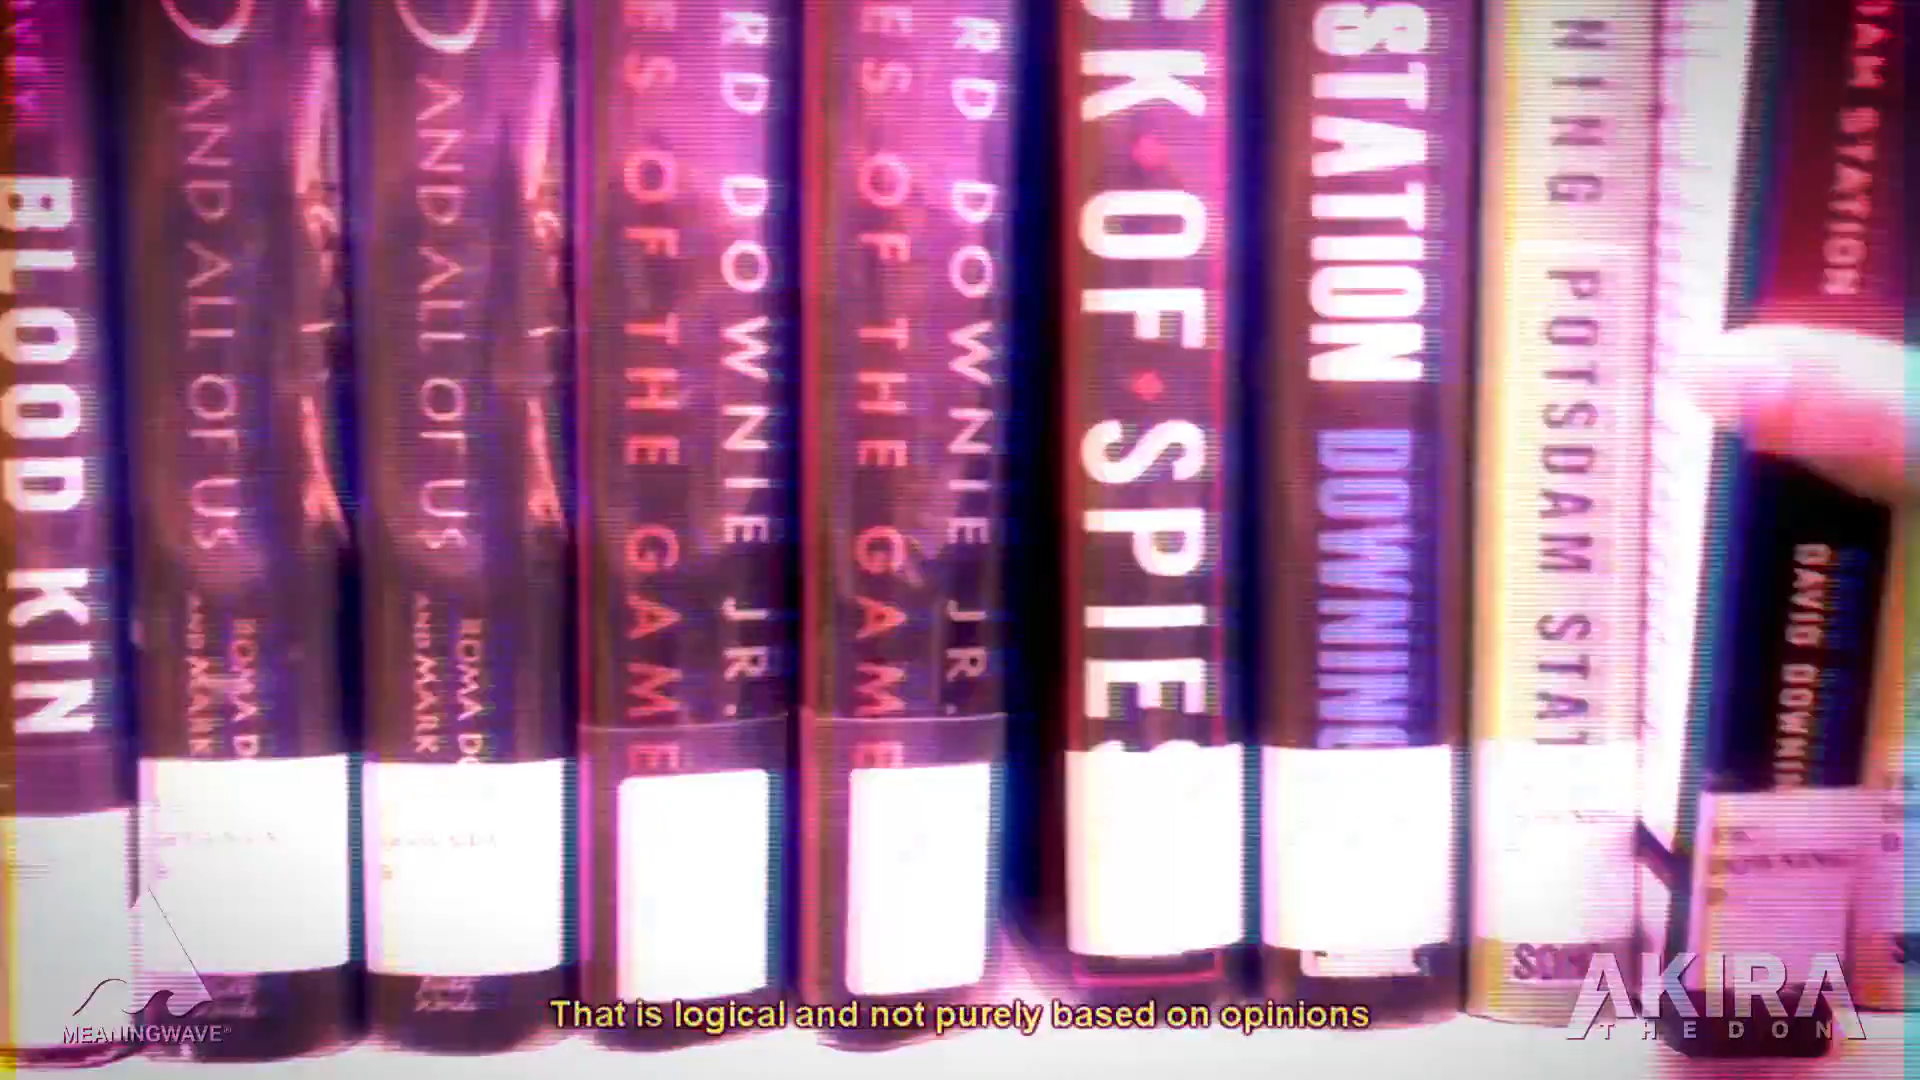 BLOOD KIN
AND ALL OF US
ROMA D
AND MARK
AND ALL OF US
ROMA D
AND MARK
ES OF THE GAME
RD DOWNIE JR.
ES OF THE GAME
RD DOWNIE JR.
CK · OF · SPIES
STATION
DOWNING
NING POTSDAM STAT
AM STATION
DAVID DOWNIN
MEANINGWAVE
AKIRA
THE DON
That is logical and not purely based on opinions